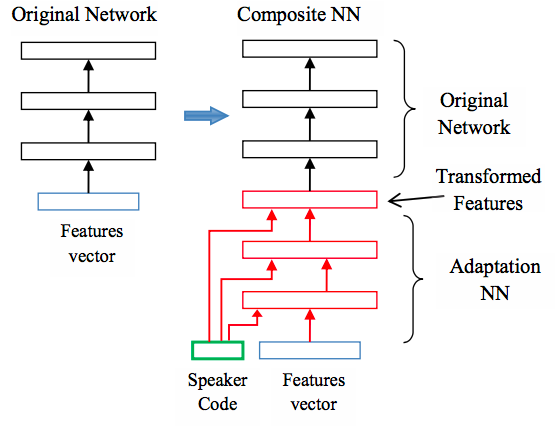 Original Network
Composite NN
Features
vector
Original
Network
Transformed
Features
Adaptation
NN
Speaker
Code
Features
vector